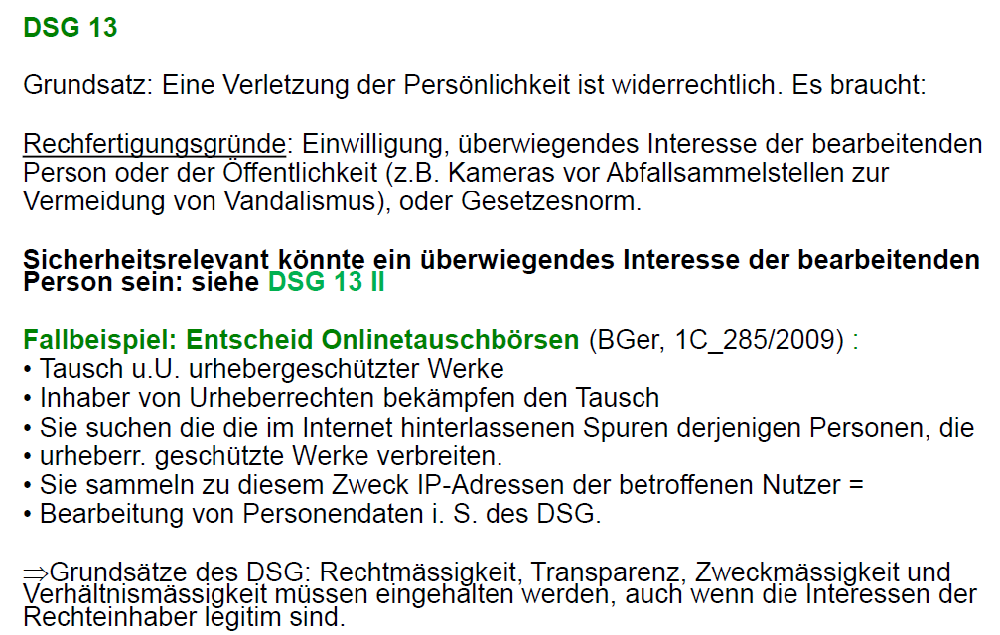 DSG 13
Grundsatz: Eine Verletzung der Persönlichkeit ist widerrechtlich. Es braucht:
Rechfertigungsgründe: Einwilligung, überwiegendes Interesse der bearbeitenden
Person oder der Öffentlichkeit (z.B. Kameras vor Abfallsammelstellen zur
Vermeidung von Vandalismus), oder Gesetzesnorm.
Sicherheitsrelevant könnte ein überwiegendes Interesse der bearbeitenden
Person sein: siehe DSG 13 II
Fallbeispiel: Entscheid Onlinetauschbörsen (BGer, 1C_285/2009) :
• Tausch u.U. urhebergeschützter Werke
• Inhaber von Urheberrechten bekämpfen den Tausch
• Sie suchen die die im Internet hinterlassenen Spuren derjenigen Personen, die
• urheberr. geschützte Werke verbreiten.
• Sie sammeln zu diesem Zweck IP-Adressen der betroffenen Nutzer =
• Bearbeitung von Personendaten i. S. des DSG.
⇒Grundsätze des DSG: Rechtmässigkeit, Transparenz, Zweckmässigkeit und
Verhältnismässigkeit müssen eingehalten werden, auch wenn die Interessen der
Rechteinhaber legitim sind.